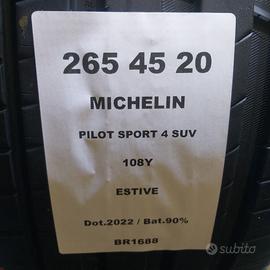 265 45 20
MICHELIN
PILOT SPORT 4 SUV
108Y
ESTIVE
Dot.2022 / Bat.90%
BR1688
subito